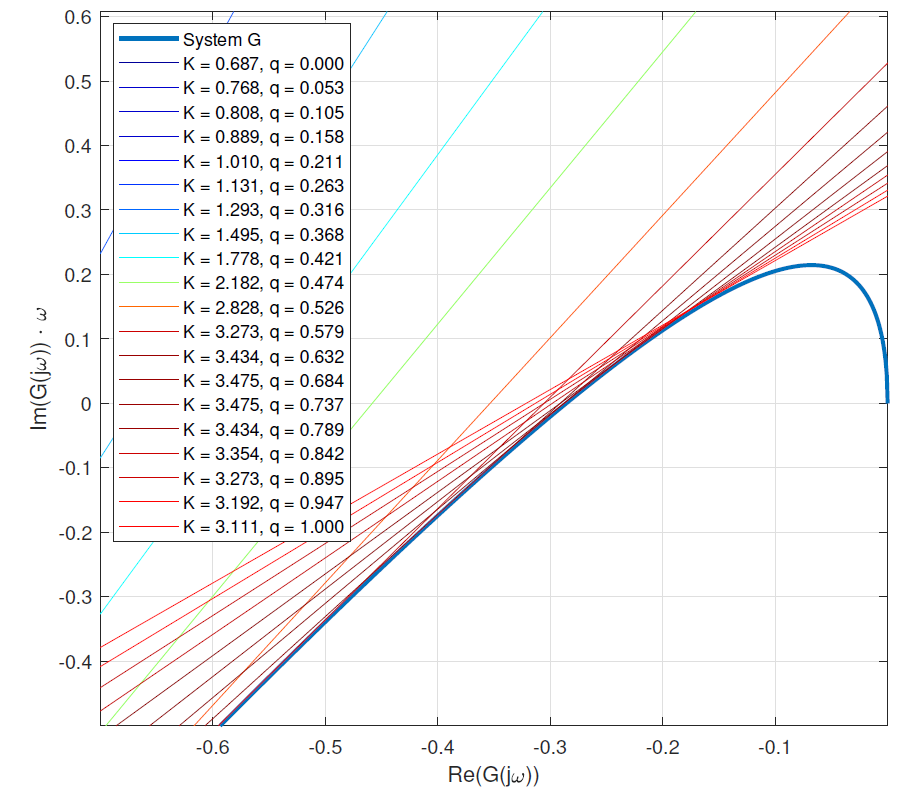 0.6
0.5
0.4
0.3
0.2
0.1
0
-0.1
-0.2
-0.3
-0.4
Im(G(jω)) · ω
System G
K = 0.687, q = 0.000
K = 0.768, q = 0.053
K = 0.808, q = 0.105
K = 0.889, q = 0.158
K = 1.010, q = 0.211
K = 1.131, q = 0.263
K = 1.293, q = 0.316
K = 1.495, q = 0.368
K = 1.778, q = 0.421
K = 2.182, q = 0.474
K = 2.828, q = 0.526
K = 3.273, q = 0.579
K = 3.434, q = 0.632
K = 3.475, q = 0.684
K = 3.475, q = 0.737
K = 3.434, q = 0.789
K = 3.354, q = 0.842
K = 3.273, q = 0.895
K = 3.192, q = 0.947
K = 3.111, q = 1.000
-0.6 -0.5 -0.4 -0.3 -0.2 -0.1
Re(G(jω))